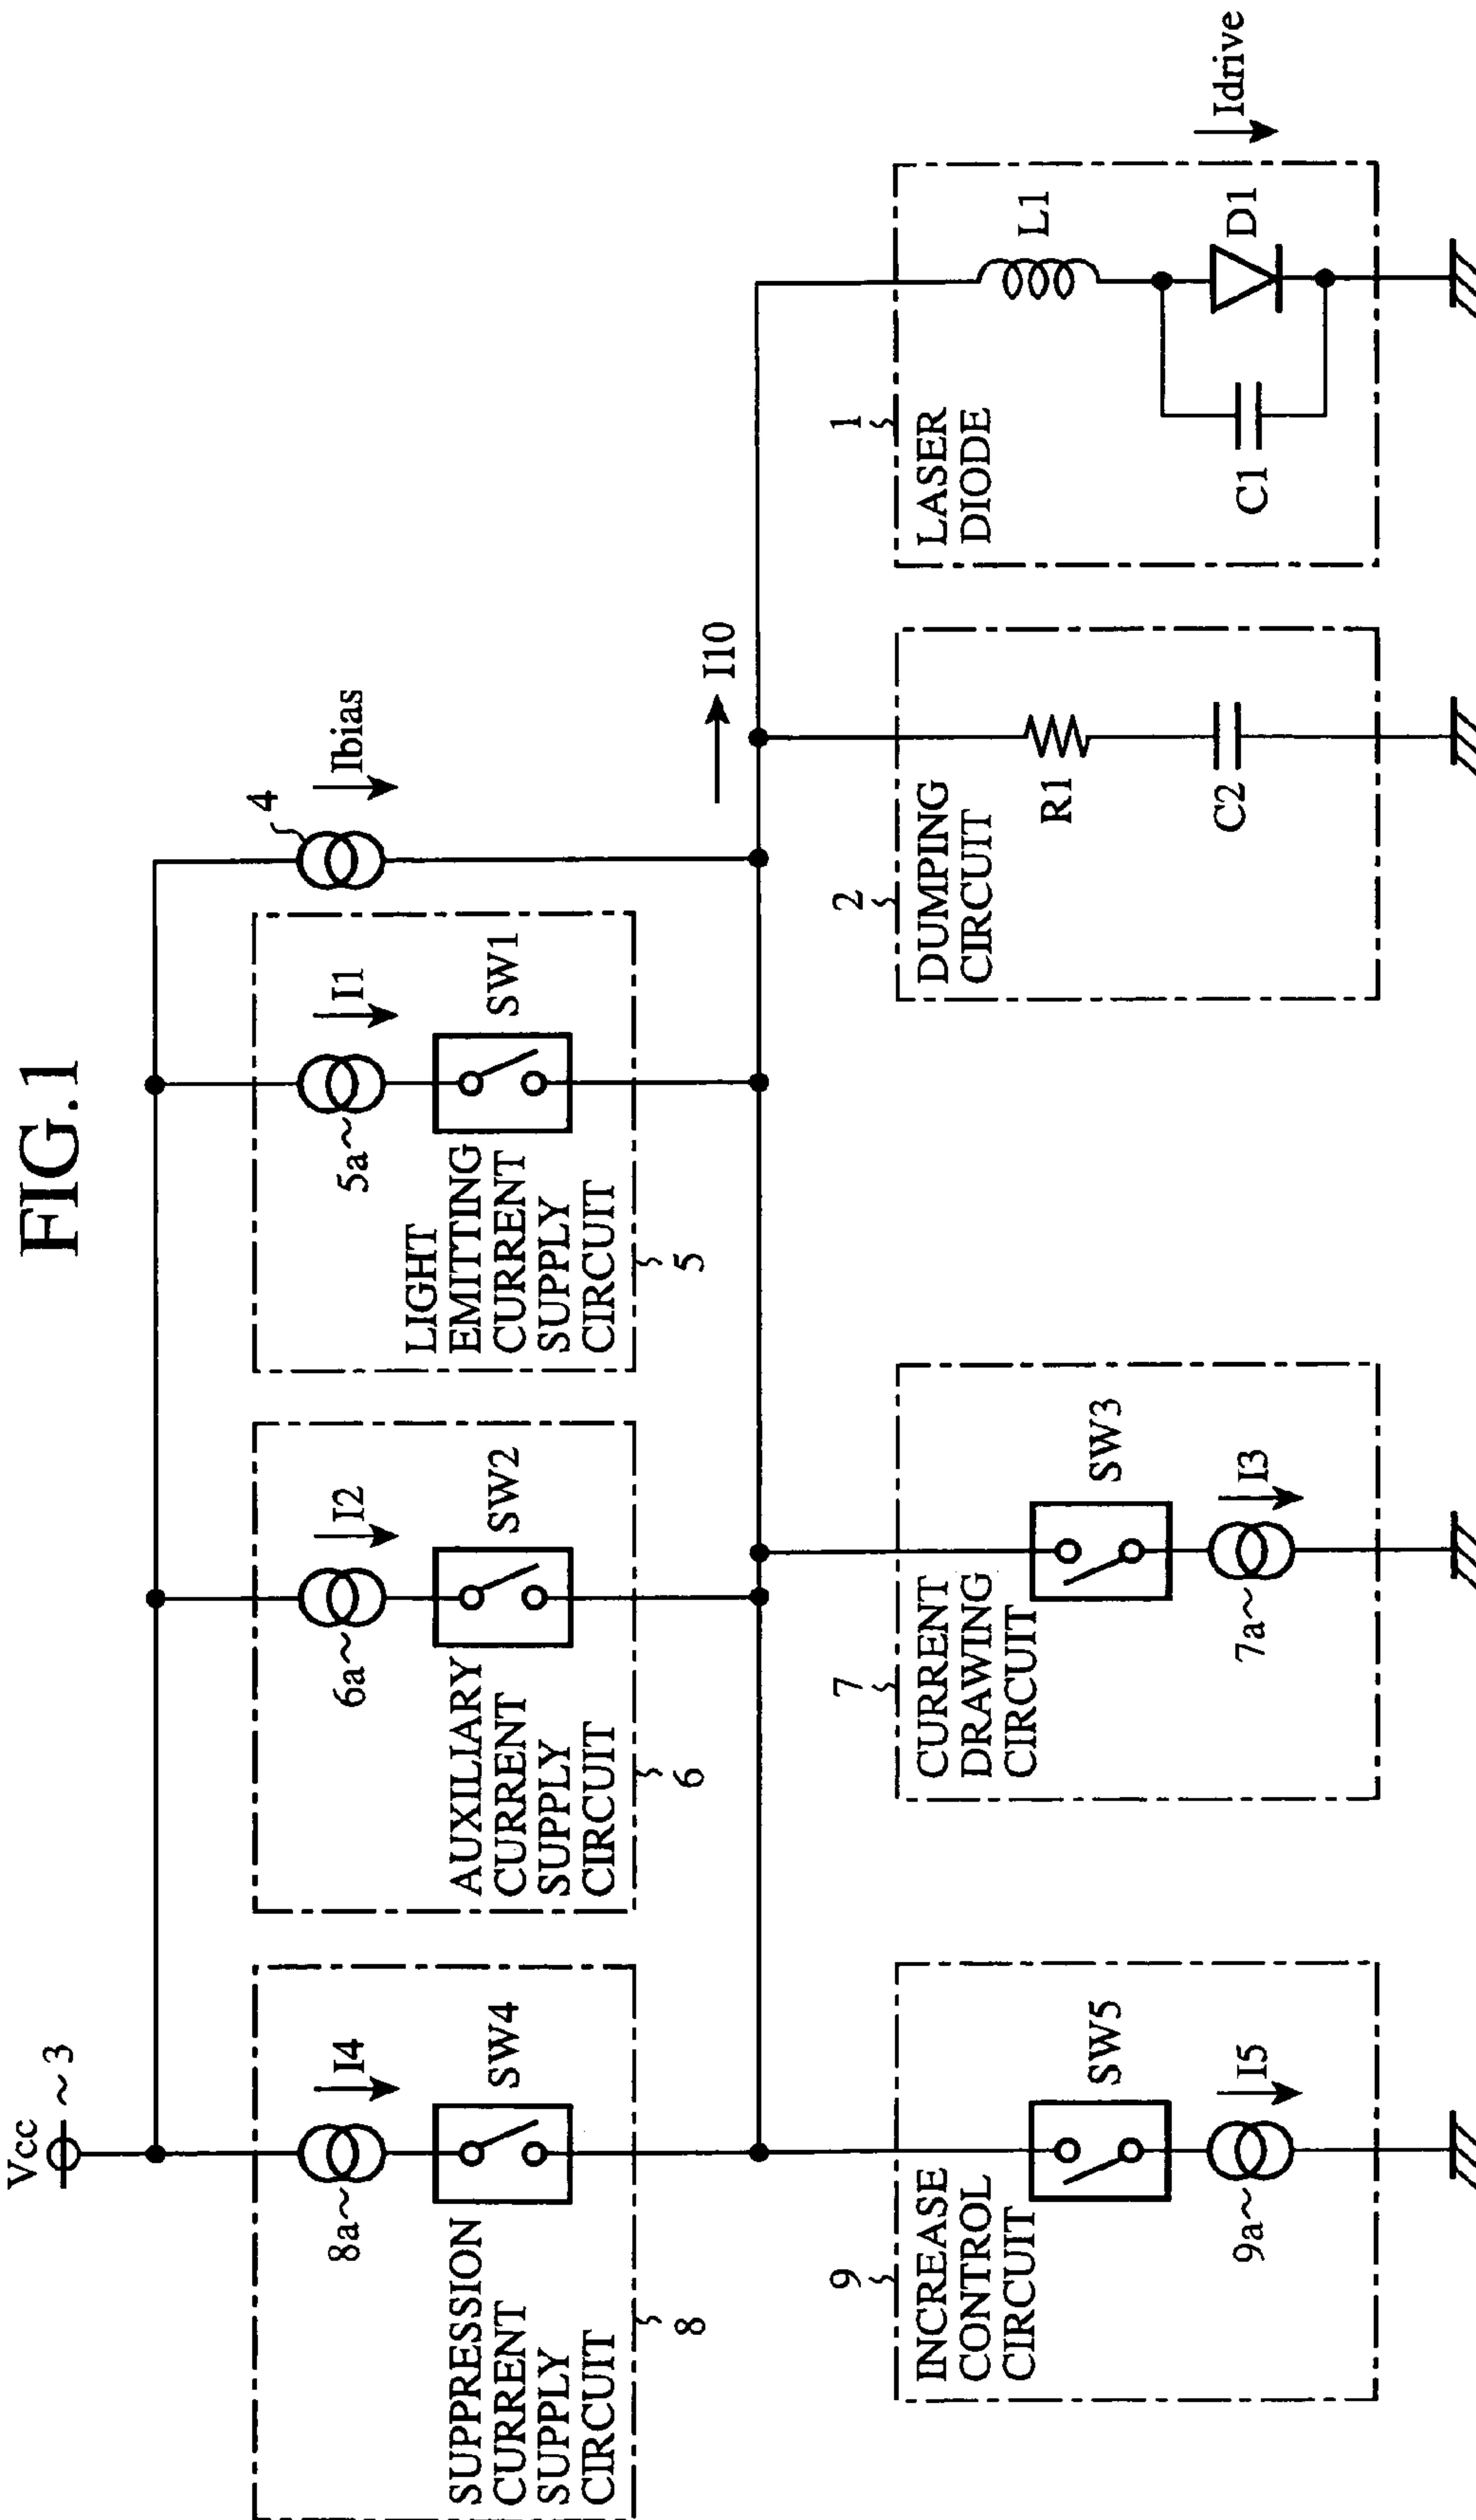 FIG.1
Vcc
3
8a
I4
SW4
SUPPRESSION
CURRENT
SUPPLY
CIRCUIT
8
6a
I2
SW2
AUXILIARY
CURRENT
SUPPLY
CIRCUIT
6
5a
I1
SW1
LIGHT
EMITTING
CURRENT
SUPPLY
CIRCUIT
5
4
Ibias
I10
9
INCREASE
CONTROL
CIRCUIT
SW5
9a
I5
7
CURRENT
DRAWING
CIRCUIT
SW3
7a
I3
2
DUMPING
CIRCUIT
R1
C2
1
LASER
DIODE
L1
C1
D1
Idrive